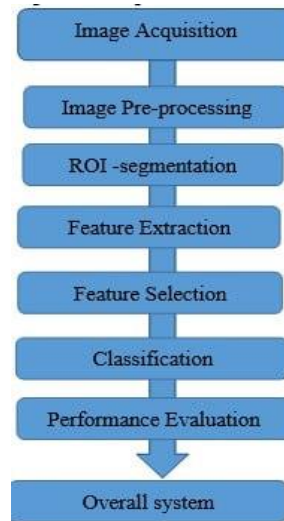 Image Acquisition
Image Pre-processing
ROI -segmentation
Feature Extraction
Feature Selection
Classification
Performance Evaluation
Overall system